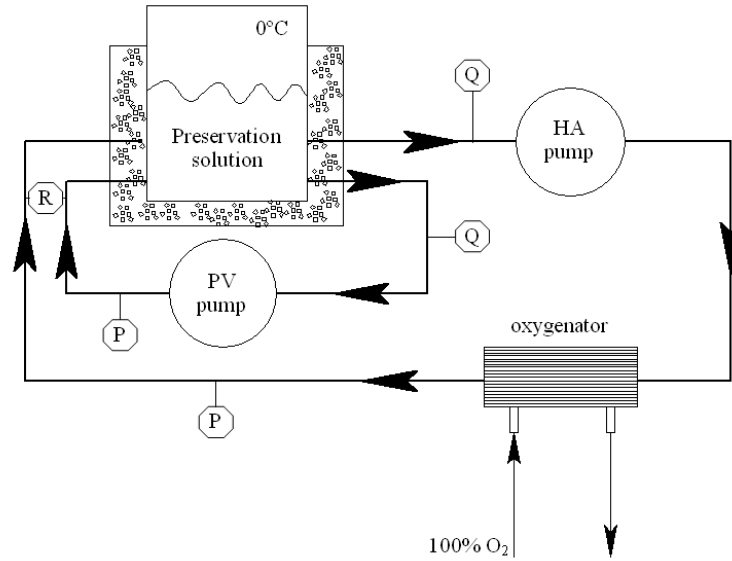 0°C
Q
HA
pump
Preservation
solution
R
Q
PV
pump
P
oxygenator
P
100% O₂